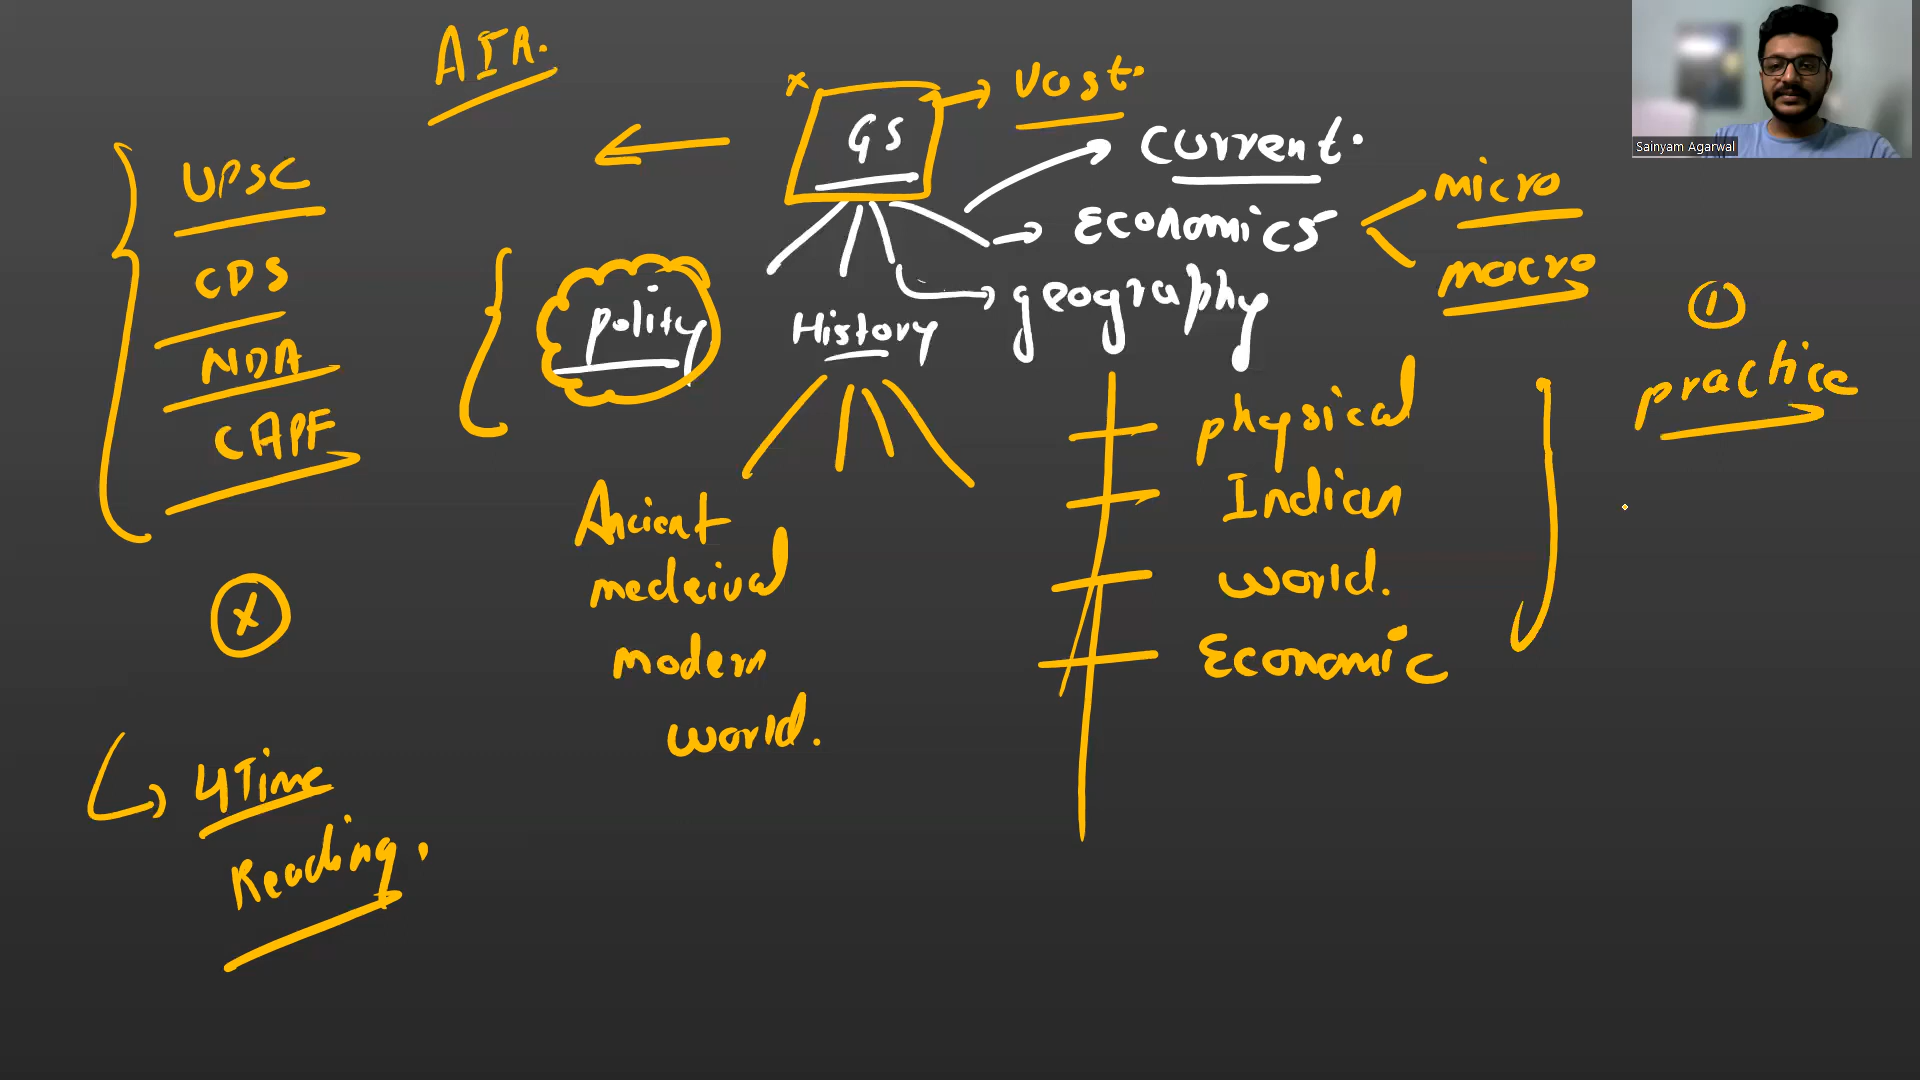 AIR.
GS
Vast.
Current.
Economics
micro
macro
geography
polity
History
UPSC
CDS
NDA
CAPF
Ancient
medeival
modern
world.
physical
Indian
world.
Economic
1
practice
x
4Time
Reading.
Sainyam Agarwal